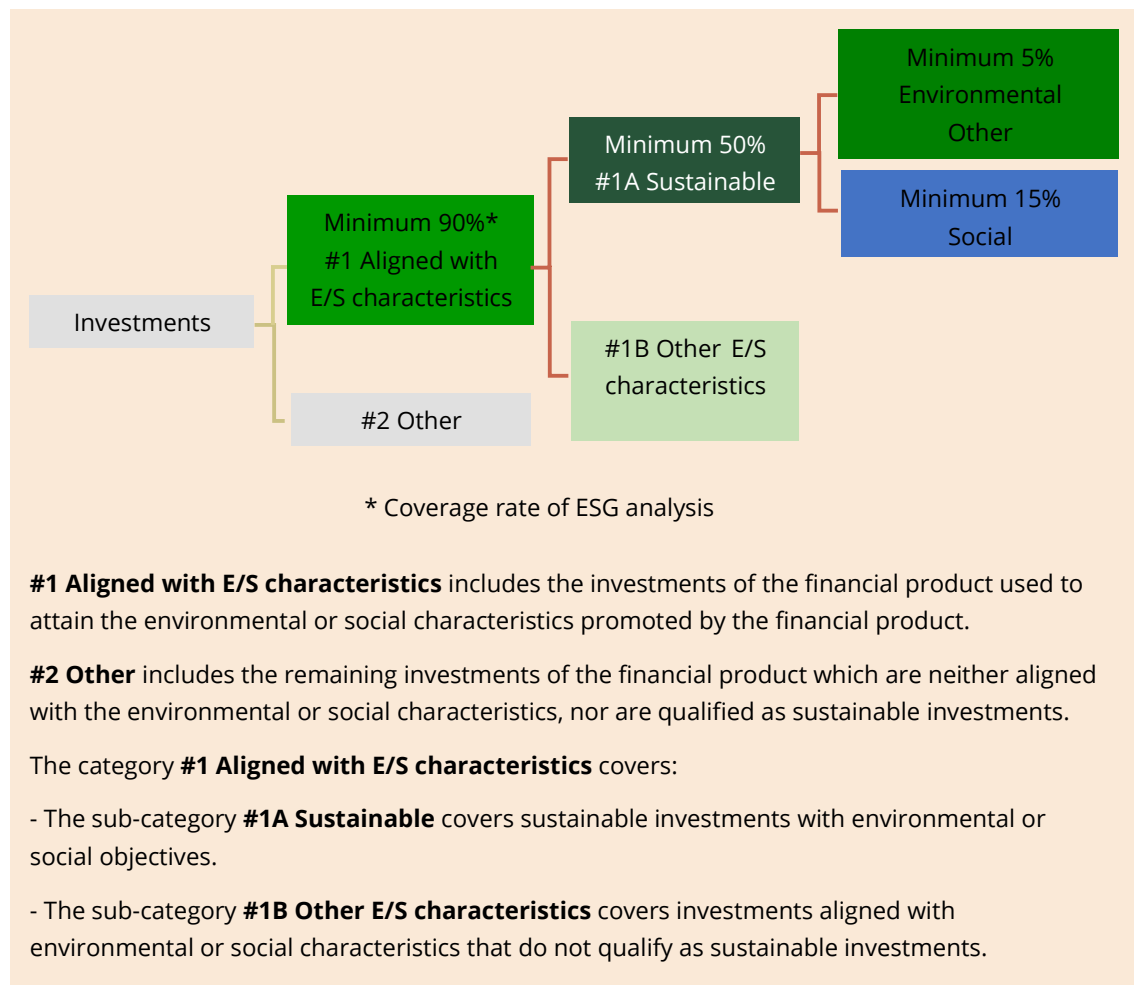 Minimum 5%
Environmental
Other
Minimum 50%
#1A Sustainable
Minimum 15%
Social
Minimum 90%*
#1 Aligned with
E/S characteristics
Investments
#1B Other E/S
characteristics
#2 Other
* Coverage rate of ESG analysis
#1 Aligned with E/S characteristics includes the investments of the financial product used to
attain the environmental or social characteristics promoted by the financial product.
#2 Other includes the remaining investments of the financial product which are neither aligned
with the environmental or social characteristics, nor are qualified as sustainable investments.
The category #1 Aligned with E/S characteristics covers:
- The sub-category #1A Sustainable covers sustainable investments with environmental or
social objectives.
- The sub-category #1B Other E/S characteristics covers investments aligned with
environmental or social characteristics that do not qualify as sustainable investments.